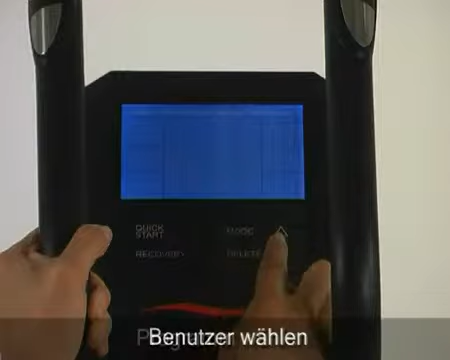 QUICK
START
MODE
RECOVERY
DELETE
Benutzer wählen